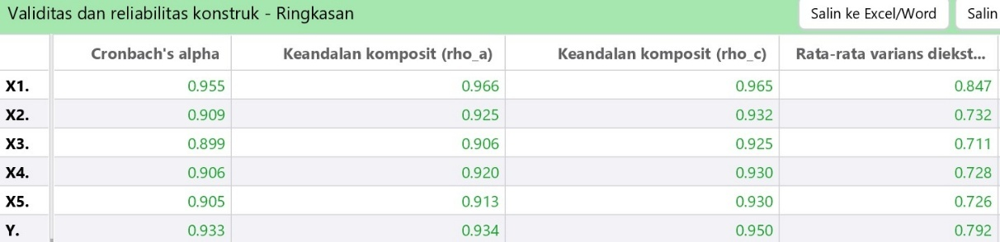 Validitas dan reliabilitas konstruk - Ringkasan Salin ke Excel/Word Salin
Cronbach's alpha Keandalan komposit (rho_a) Keandalan komposit (rho_c) Rata-rata varians diekst...
X1. 0.955 0.966 0.965 0.847
X2. 0.909 0.925 0.932 0.732
X3. 0.899 0.906 0.925 0.711
X4. 0.906 0.920 0.930 0.728
X5. 0.905 0.913 0.930 0.726
Y. 0.933 0.934 0.950 0.792